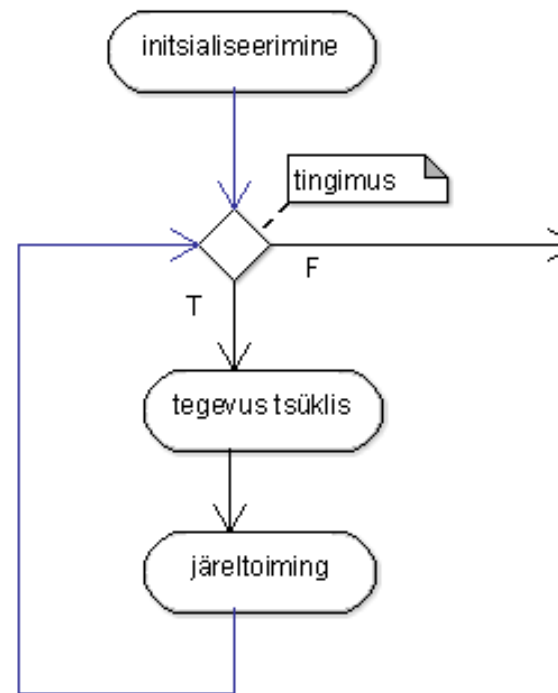 initsialiseerimine
tingimus
F
T
tegevus tsüklis
järeltoiming